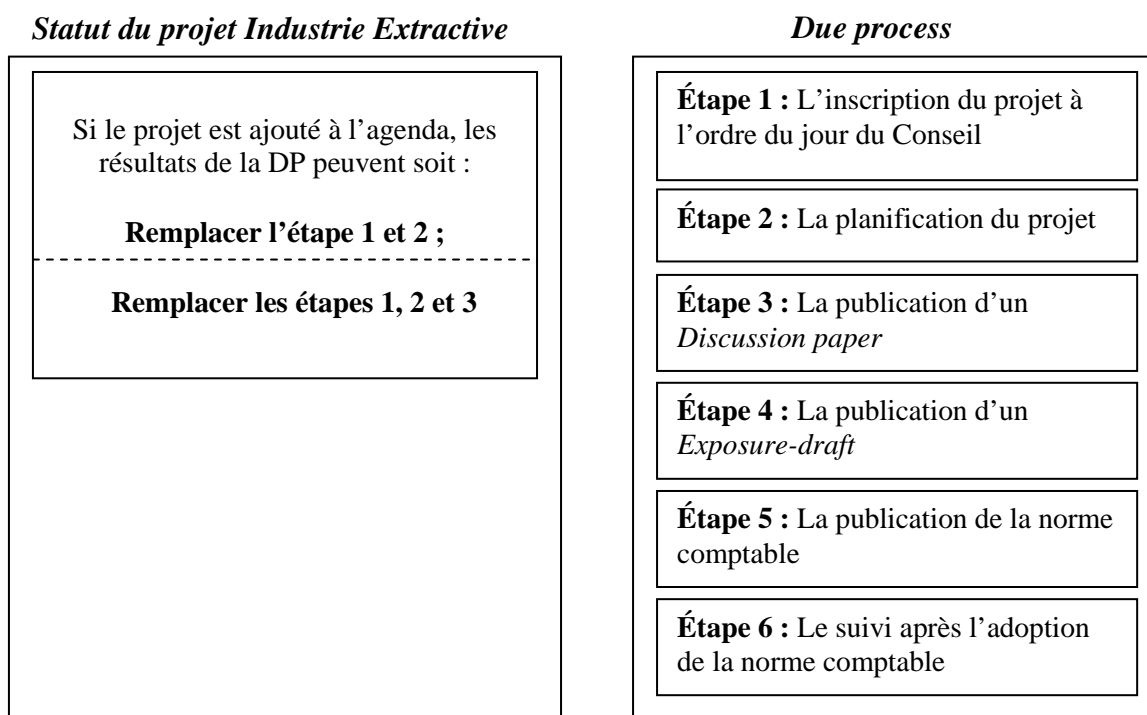 Statut du projet Industrie Extractive
Si le projet est ajouté à l’agenda, les
résultats de la DP peuvent soit :
Remplacer l’étape 1 et 2 ;
Remplacer les étapes 1, 2 et 3
Due process
Étape 1 : L’inscription du projet à
l’ordre du jour du Conseil
Étape 2 : La planification du projet
Étape 3 : La publication d’un
Discussion paper
Étape 4 : La publication d’un
Exposure-draft
Étape 5 : La publication de la norme
comptable
Étape 6 : Le suivi après l’adoption
de la norme comptable